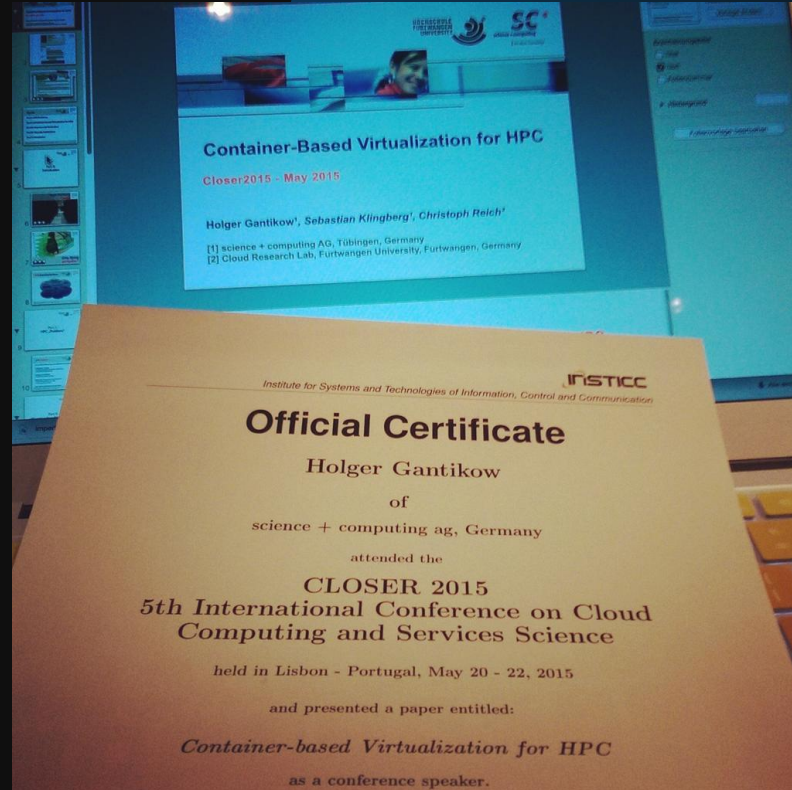 HOCHSCHULE
FURTWANGEN
UNIVERSITY
SC
Container-Based Virtualization for HPC
Closer2015 - May 2015
Holger Gantikow¹, Sebastian Klingberg¹, Christoph Reich²
[1] science + computing AG, Tübingen, Germany
[2] Cloud Research Lab, Furtwangen University, Furtwangen, Germany
INSTICC
Institute for Systems and Technologies of Information, Control and Communication
Official Certificate
Holger Gantikow
of
science + computing ag, Germany
attended the
CLOSER 2015
5th International Conference on Cloud
Computing and Services Science
held in Lisbon - Portugal, May 20 - 22, 2015
and presented a paper entitled:
Container-based Virtualization for HPC
as a conference speaker.